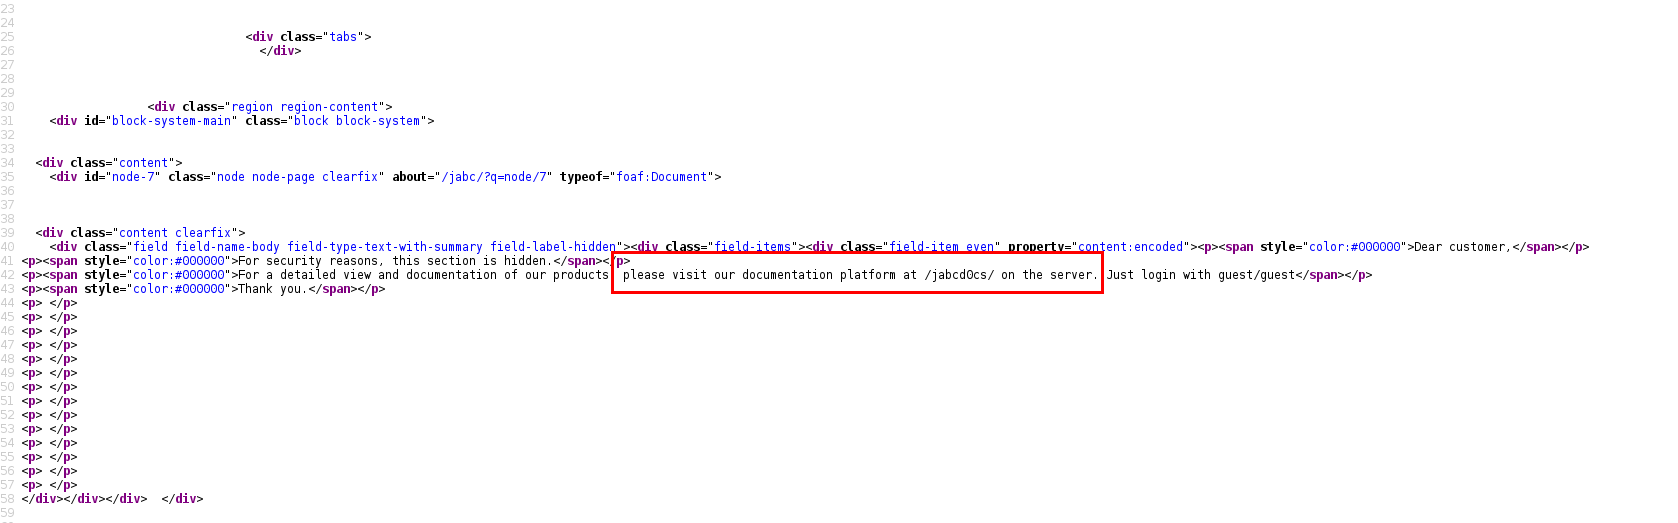 23
24
25 <div class="tabs">
26 </div>
27
28
29
30 <div class="region region-content">
31 <div id="block-system-main" class="block block-system">
32
33
34 <div class="content">
35 <div id="node-7" class="node node-page clearfix" about="/jabc/?q=node/7" typeof="foaf:Document">
36
37
38
39 <div class="content clearfix">
40 <div class="field field-name-body field-type-text-with-summary field-label-hidden"><div class="field-items"><div class="field-item even" property="content:encoded"><p><span style="color:#000000">Dear customer,</span></p>
41 <p><span style="color:#000000">For security reasons, this section is hidden.</span></p>
42 <p><span style="color:#000000">For a detailed view and documentation of our products please visit our documentation platform at /jabcd0cs/ on the server. Just login with guest/guest</span></p>
43 <p><span style="color:#000000">Thank you.</span></p>
44 <p> </p>
45 <p> </p>
46 <p> </p>
47 <p> </p>
48 <p> </p>
49 <p> </p>
50 <p> </p>
51 <p> </p>
52 <p> </p>
53 <p> </p>
54 <p> </p>
55 <p> </p>
56 <p> </p>
57 <p> </p>
58 </div></div></div> </div>
59